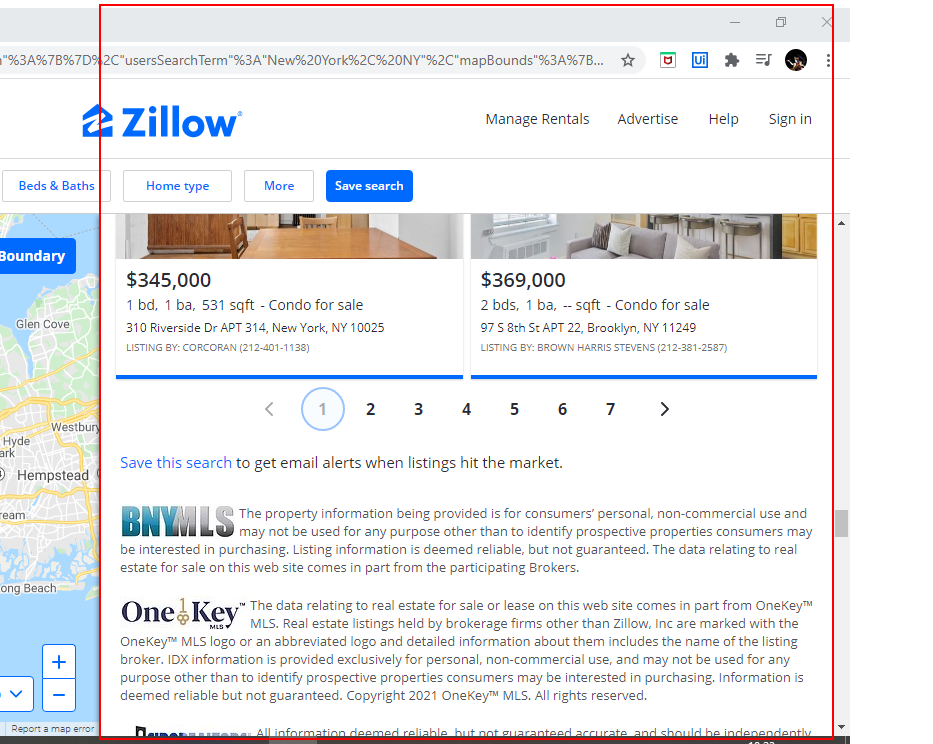 n"%3A%7B%7D%2C"usersSearchTerm"%3A"New%20York%2C%20NY"%2C"mapBounds"%3A%7B...
Ui
Zillow®
Manage Rentals Advertise Help Sign in
Beds & Baths Home type More Save search
Boundary
$345,000
1 bd, 1 ba, 531 sqft - Condo for sale
310 Riverside Dr APT 314, New York, NY 10025
LISTING BY: CORCORAN (212-401-1138)
$369,000
2 bds, 1 ba, -- sqft - Condo for sale
97 S 8th St APT 22, Brooklyn, NY 11249
LISTING BY: BROWN HARRIS STEVENS (212-381-2587)
Glen Cove
Westbury
Hyde
ark
Hempstead
ream
ong Beach
Report a map error
1 2 3 4 5 6 7
Save this search to get email alerts when listings hit the market.
BNYMLS The property information being provided is for consumers’ personal, non-commercial use and
may not be used for any purpose other than to identify prospective properties consumers may
be interested in purchasing. Listing information is deemed reliable, but not guaranteed. The data relating to real
estate for sale on this web site comes in part from the participating Brokers.
One Key™ MLS The data relating to real estate for sale or lease on this web site comes in part from OneKey™
MLS. Real estate listings held by brokerage firms other than Zillow, Inc are marked with the
OneKey™ MLS logo or an abbreviated logo and detailed information about them includes the name of the listing
broker. IDX information is provided exclusively for personal, non-commercial use, and may not be used for any
purpose other than to identify prospective properties consumers may be interested in purchasing. Information is
deemed reliable but not guaranteed. Copyright 2021 OneKey™ MLS. All rights reserved.
All information deemed reliable, but not guaranteed accurate, and should be independently